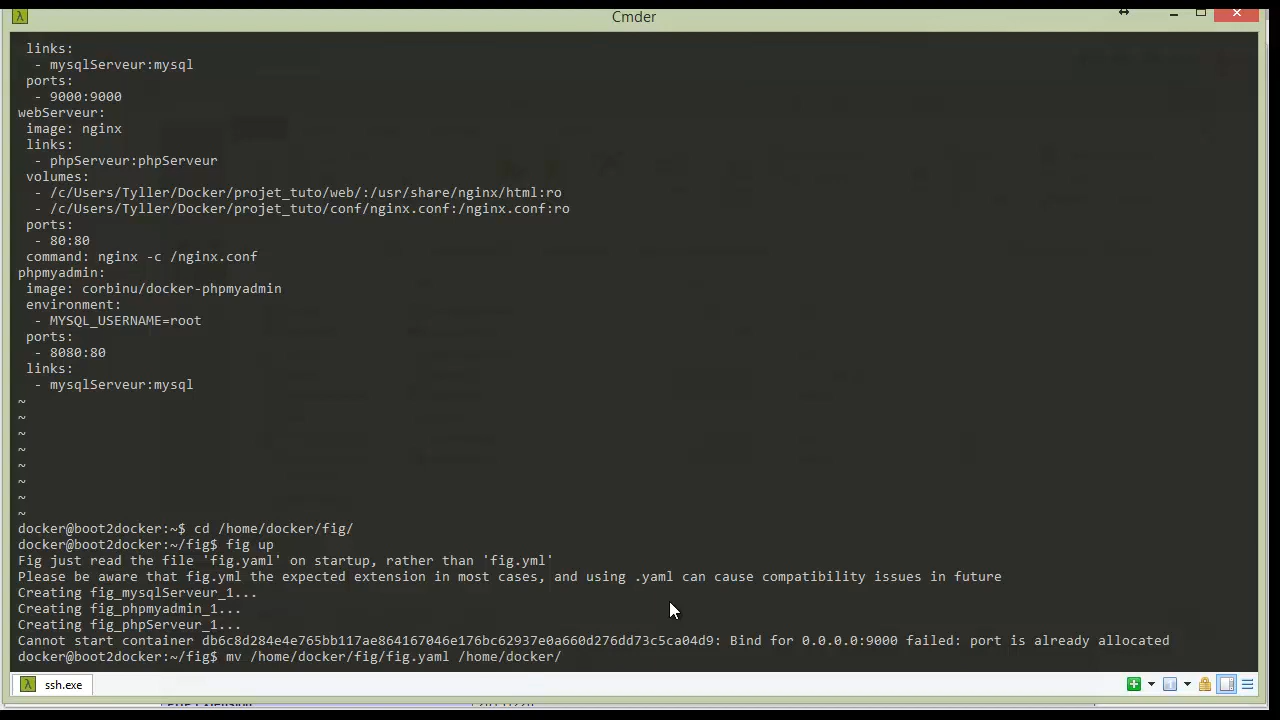 Cmder
links:
- mysqlServeur:mysql
ports:
- 9000:9000
webServeur:
image: nginx
links:
- phpServeur:phpServeur
volumes:
- /c/Users/Tyller/Docker/projet_tuto/web/:/usr/share/nginx/html:ro
- /c/Users/Tyller/Docker/projet_tuto/conf/nginx.conf:/nginx.conf:ro
ports:
- 80:80
command: nginx -c /nginx.conf
phpmyadmin:
image: corbinu/docker-phpmyadmin
environment:
- MYSQL_USERNAME=root
ports:
- 8080:80
links:
- mysqlServeur:mysql
~
~
~
~
~
~
~
~
docker@boot2docker:~$ cd /home/docker/fig/
docker@boot2docker:~/fig$ fig up
Fig just read the file 'fig.yaml' on startup, rather than 'fig.yml'
Please be aware that fig.yml the expected extension in most cases, and using .yaml can cause compatibility issues in future
Creating fig_mysqlServeur_1...
Creating fig_phpmyadmin_1...
Creating fig_phpServeur_1...
Cannot start container db6c8d284e4e765bb117ae864167046e176bc62937e0a660d276dd73c5ca04d9: Bind for 0.0.0.0:9000 failed: port is already allocated
docker@boot2docker:~/fig$ mv /home/docker/fig/fig.yaml /home/docker/
ssh.exe